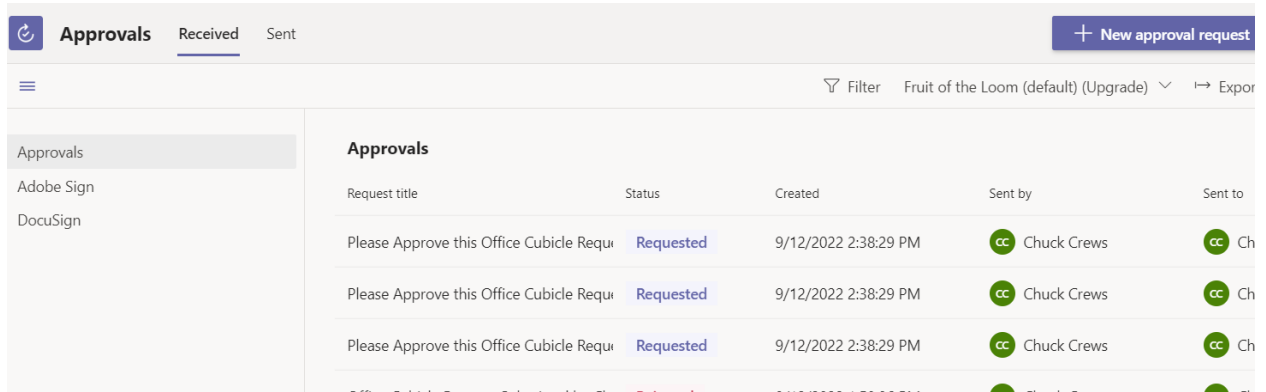 Approvals Received Sent + New approval request
Filter Fruit of the Loom (default) (Upgrade) Expor
Approvals
Adobe Sign
DocuSign
Approvals
Request title Status Created Sent by Sent to
Please Approve this Office Cubicle Reque Requested 9/12/2022 2:38:29 PM CC Chuck Crews CC Ch
Please Approve this Office Cubicle Reque Requested 9/12/2022 2:38:29 PM CC Chuck Crews CC Ch
Please Approve this Office Cubicle Reque Requested 9/12/2022 2:38:29 PM CC Chuck Crews CC Ch